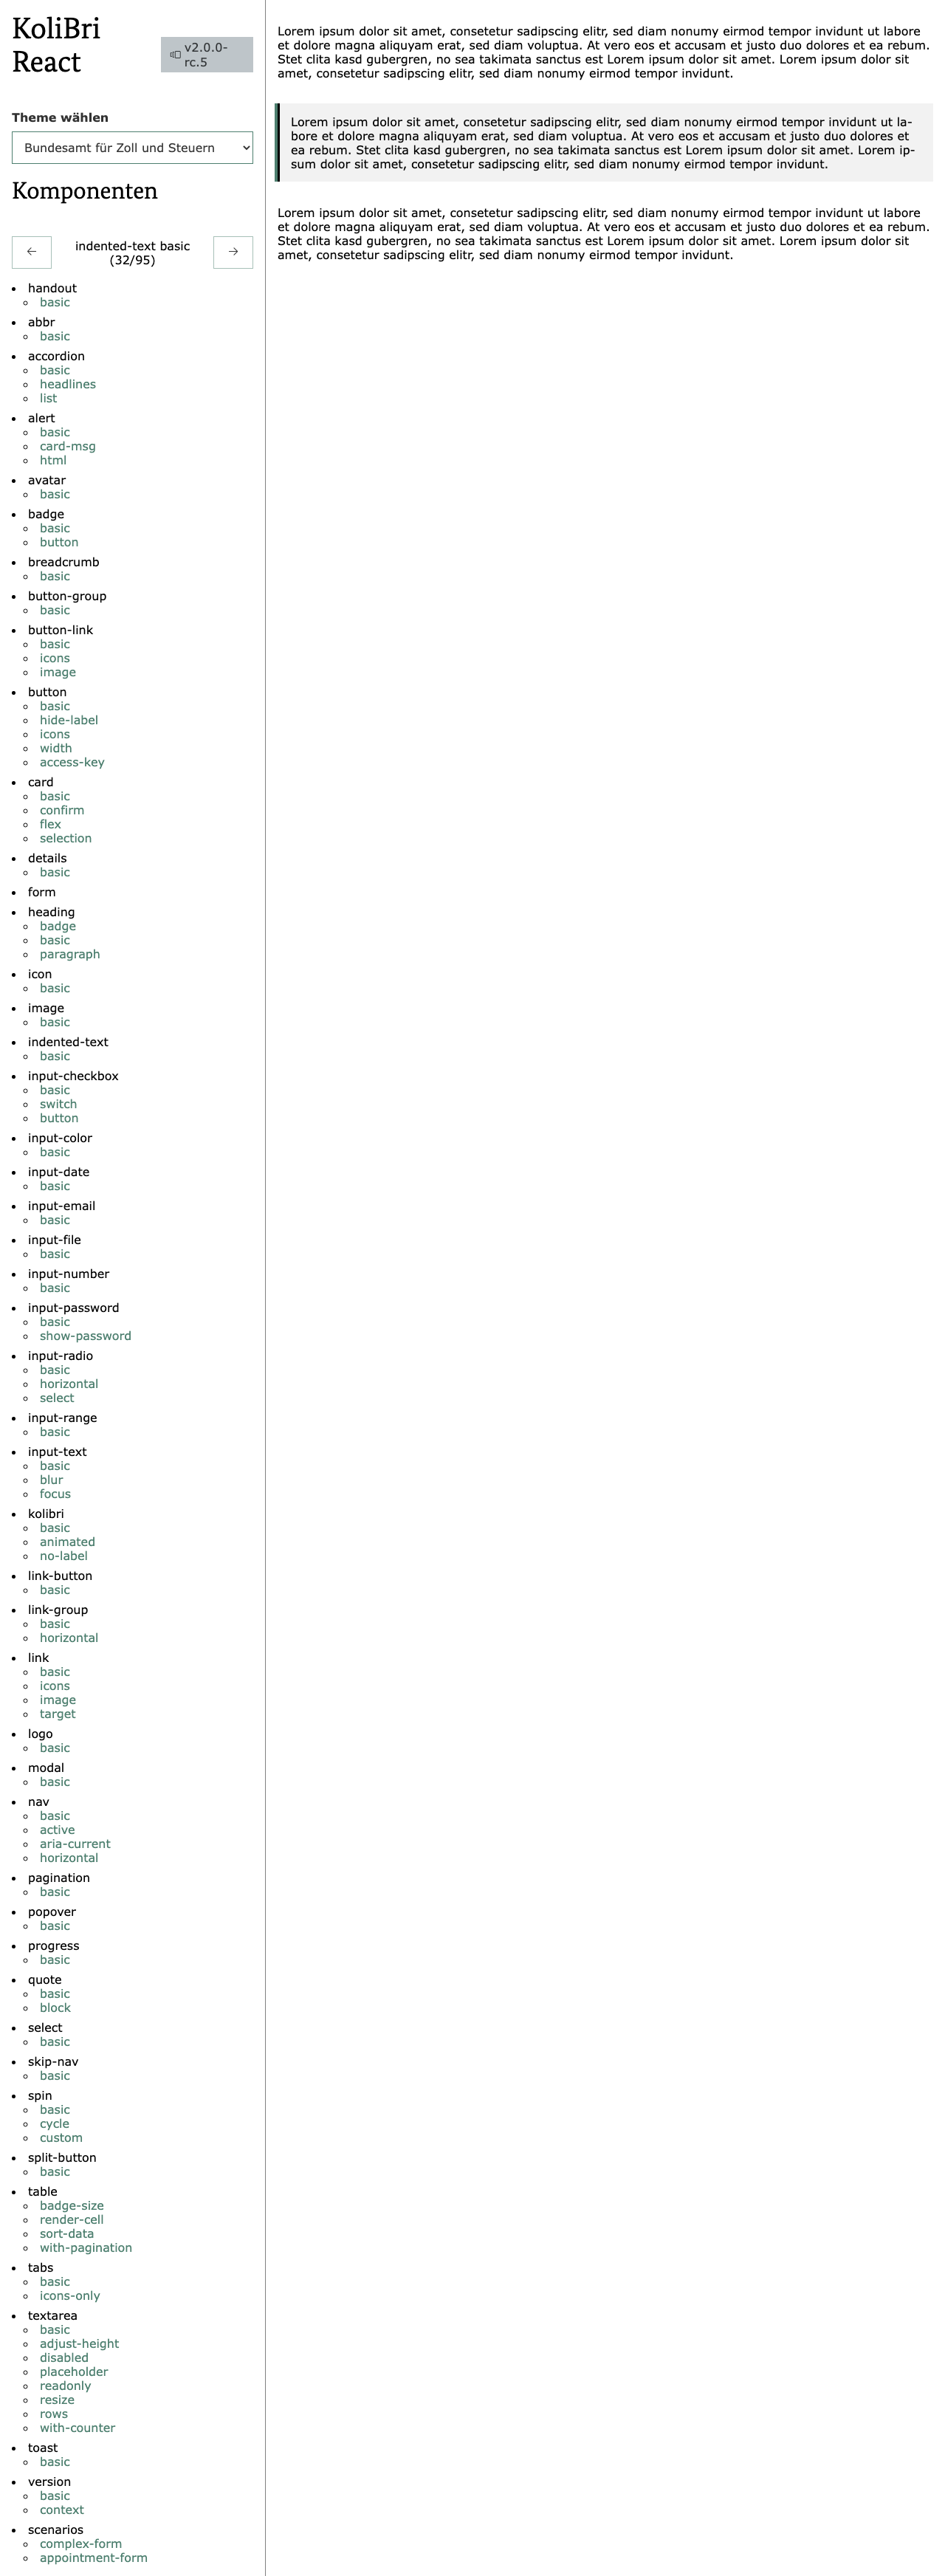 KoliBri
React
v2.0.0-
rc.5
Theme wählen
Bundesamt für Zoll und Steuern
Komponenten
←
indented-text basic
(32/95)
→
handout
basic
abbr
basic
accordion
basic
headlines
list
alert
basic
card-msg
html
avatar
basic
badge
basic
button
breadcrumb
basic
button-group
basic
button-link
basic
icons
image
button
basic
hide-label
icons
width
access-key
card
basic
confirm
flex
selection
details
basic
form
heading
badge
basic
paragraph
icon
basic
image
basic
indented-text
basic
input-checkbox
basic
switch
button
input-color
basic
input-date
basic
input-email
basic
input-file
basic
input-number
basic
input-password
basic
show-password
input-radio
basic
horizontal
select
input-range
basic
input-text
basic
blur
focus
kolibri
basic
animated
no-label
link-button
basic
link-group
basic
horizontal
link
basic
icons
image
target
logo
basic
modal
basic
nav
basic
active
aria-current
horizontal
pagination
basic
popover
basic
progress
basic
quote
basic
block
select
basic
skip-nav
basic
spin
basic
cycle
custom
split-button
basic
table
badge-size
render-cell
sort-data
with-pagination
tabs
basic
icons-only
textarea
basic
adjust-height
disabled
placeholder
readonly
resize
rows
with-counter
toast
basic
version
basic
context
scenarios
complex-form
appointment-form
Lorem ipsum dolor sit amet, consetetur sadipscing elitr, sed diam nonumy eirmod tempor invidunt ut labore
et dolore magna aliquyam erat, sed diam voluptua. At vero eos et accusam et justo duo dolores et ea rebum.
Stet clita kasd gubergren, no sea takimata sanctus est Lorem ipsum dolor sit amet. Lorem ipsum dolor sit
amet, consetetur sadipscing elitr, sed diam nonumy eirmod tempor invidunt.
Lorem ipsum dolor sit amet, consetetur sadipscing elitr, sed diam nonumy eirmod tempor invidunt ut la-
bore et dolore magna aliquyam erat, sed diam voluptua. At vero eos et accusam et justo duo dolores et
ea rebum. Stet clita kasd gubergren, no sea takimata sanctus est Lorem ipsum dolor sit amet. Lorem ip-
sum dolor sit amet, consetetur sadipscing elitr, sed diam nonumy eirmod tempor invidunt.
Lorem ipsum dolor sit amet, consetetur sadipscing elitr, sed diam nonumy eirmod tempor invidunt ut labore
et dolore magna aliquyam erat, sed diam voluptua. At vero eos et accusam et justo duo dolores et ea rebum.
Stet clita kasd gubergren, no sea takimata sanctus est Lorem ipsum dolor sit amet. Lorem ipsum dolor sit
amet, consetetur sadipscing elitr, sed diam nonumy eirmod tempor invidunt.